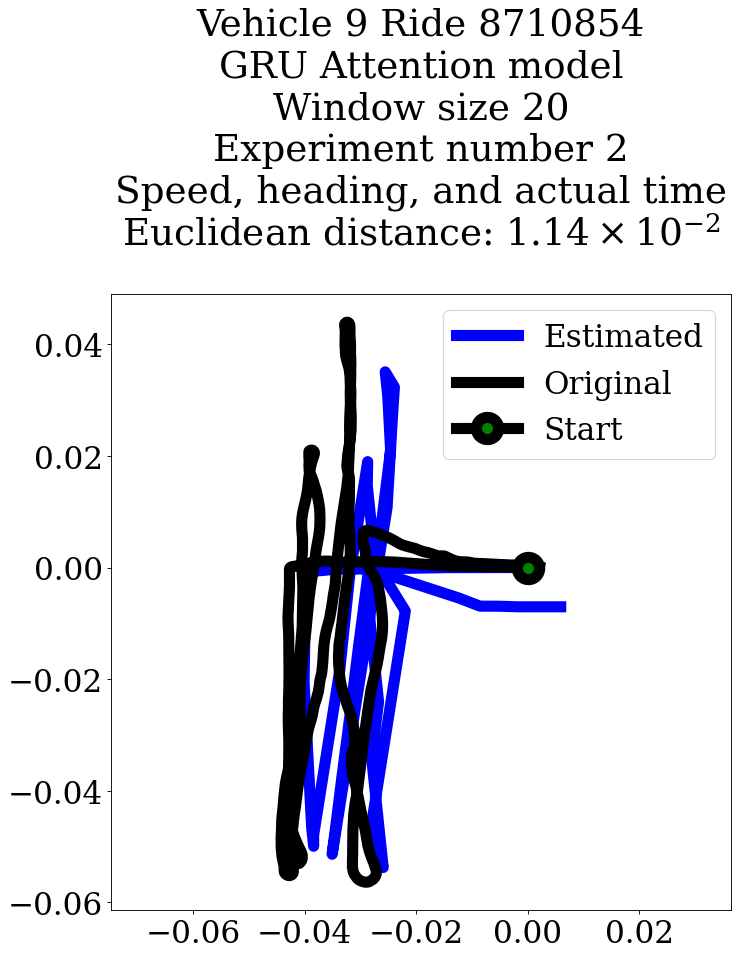 Vehicle 9 Ride 8710854
GRU Attention model
Window size 20
Experiment number 2
Speed, heading, and actual time
Euclidean distance: 1.14 × 10⁻²
Estimated
Original
Start
0.04
0.02
0.00
−0.02
−0.04
−0.06
−0.06 −0.04 −0.02 0.00 0.02